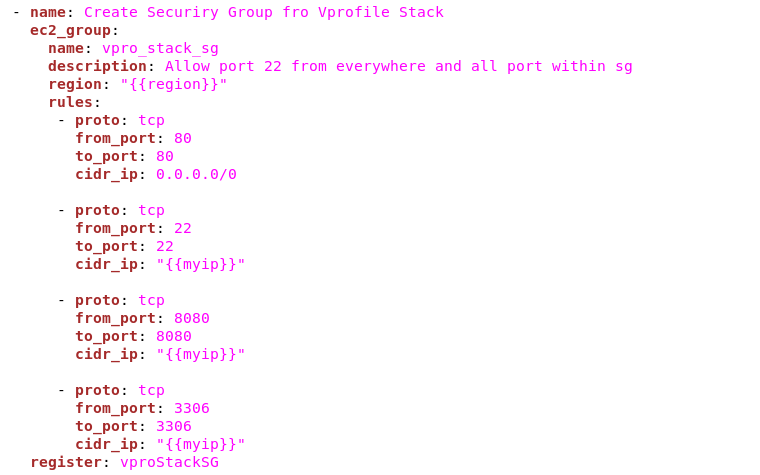 - name: Create Securiry Group fro Vprofile Stack
  ec2_group:
    name: vpro_stack_sg
    description: Allow port 22 from everywhere and all port within sg
    region: "{{region}}"
    rules:
     - proto: tcp
       from_port: 80
       to_port: 80
       cidr_ip: 0.0.0.0/0

     - proto: tcp
       from_port: 22
       to_port: 22
       cidr_ip: "{{myip}}"

     - proto: tcp
       from_port: 8080
       to_port: 8080
       cidr_ip: "{{myip}}"

     - proto: tcp
       from_port: 3306
       to_port: 3306
       cidr_ip: "{{myip}}"
  register: vproStackSG